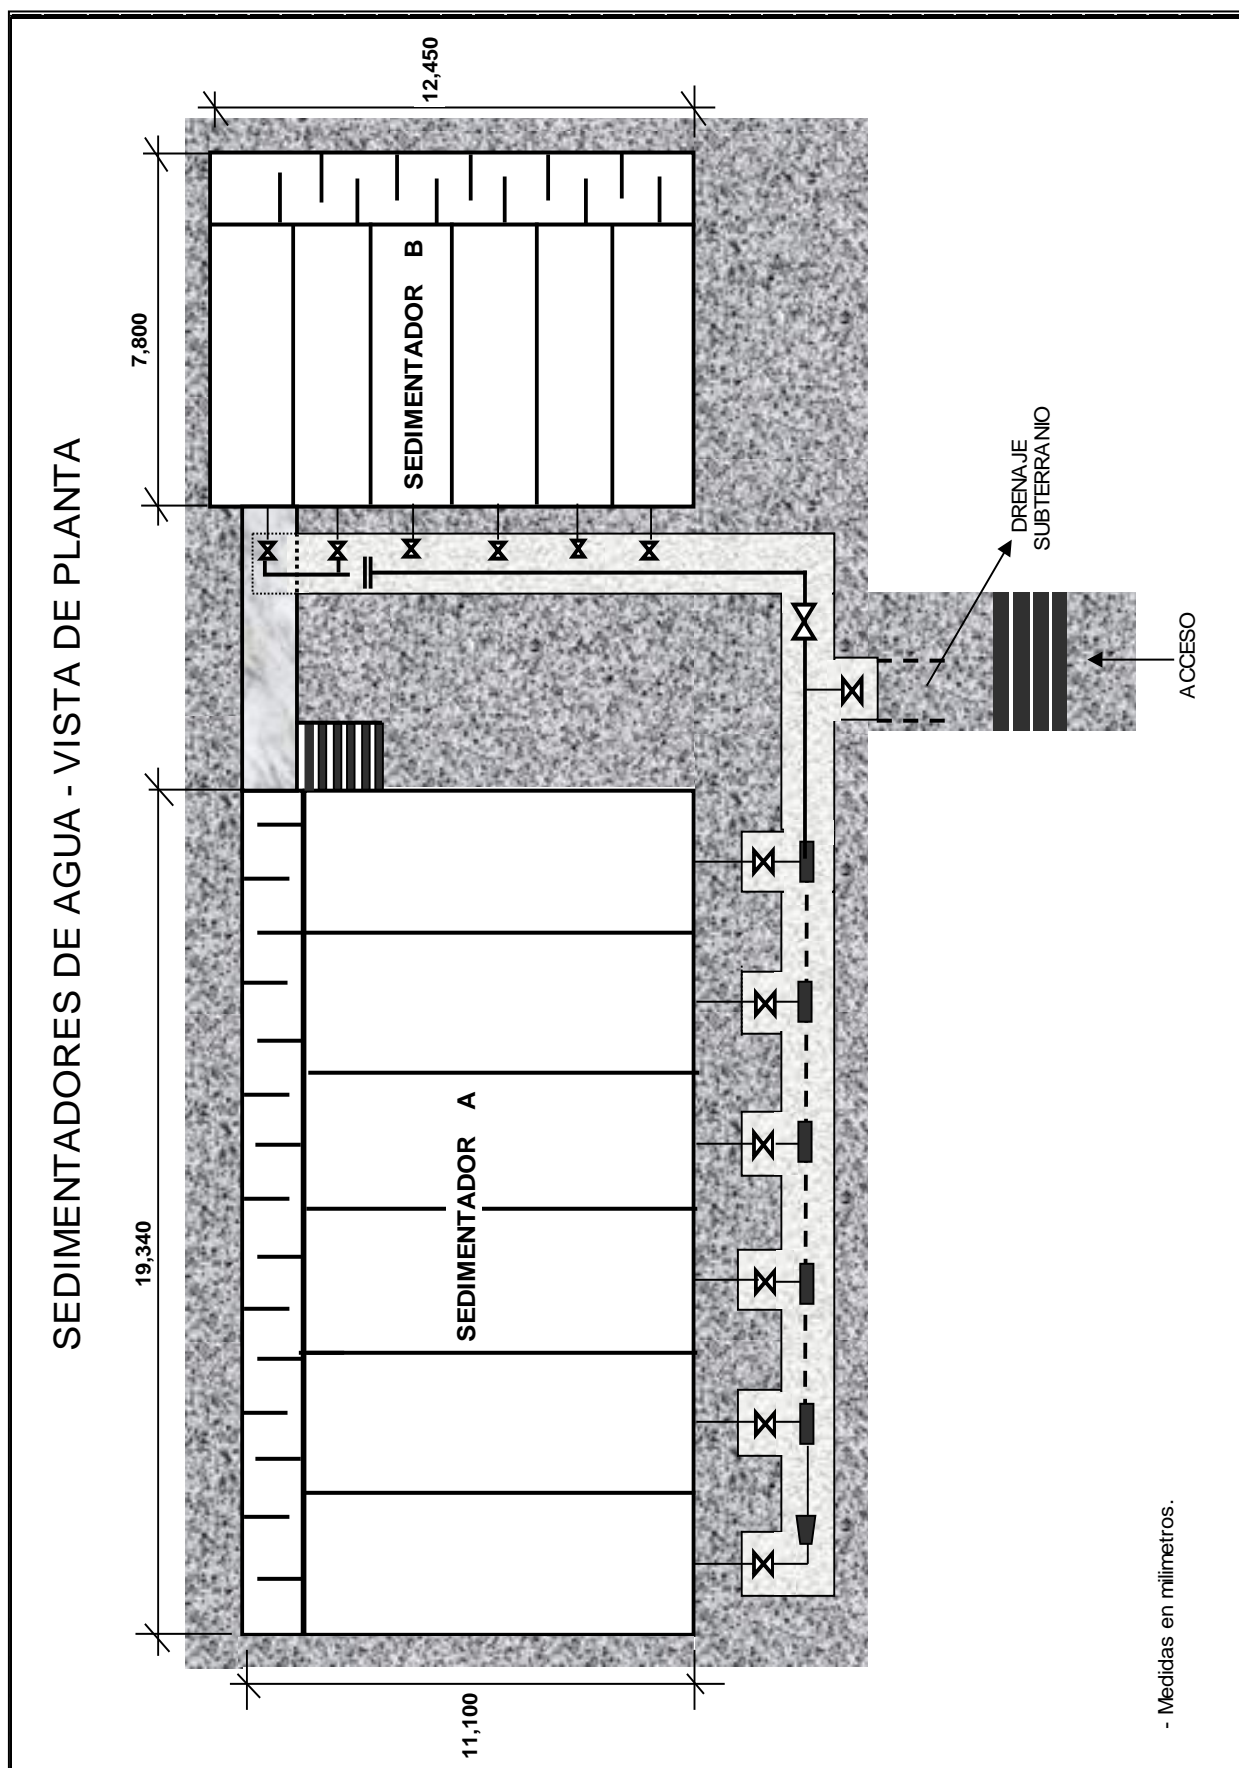 SEDIMENTADORES DE AGUA - VISTA DE PLANTA
19,340
7,800
11,100
12,450
SEDIMENTADOR A
SEDIMENTADOR B
DRENAJE
SUBTERRANIO
ACCESO
- Medidas en milimetros.